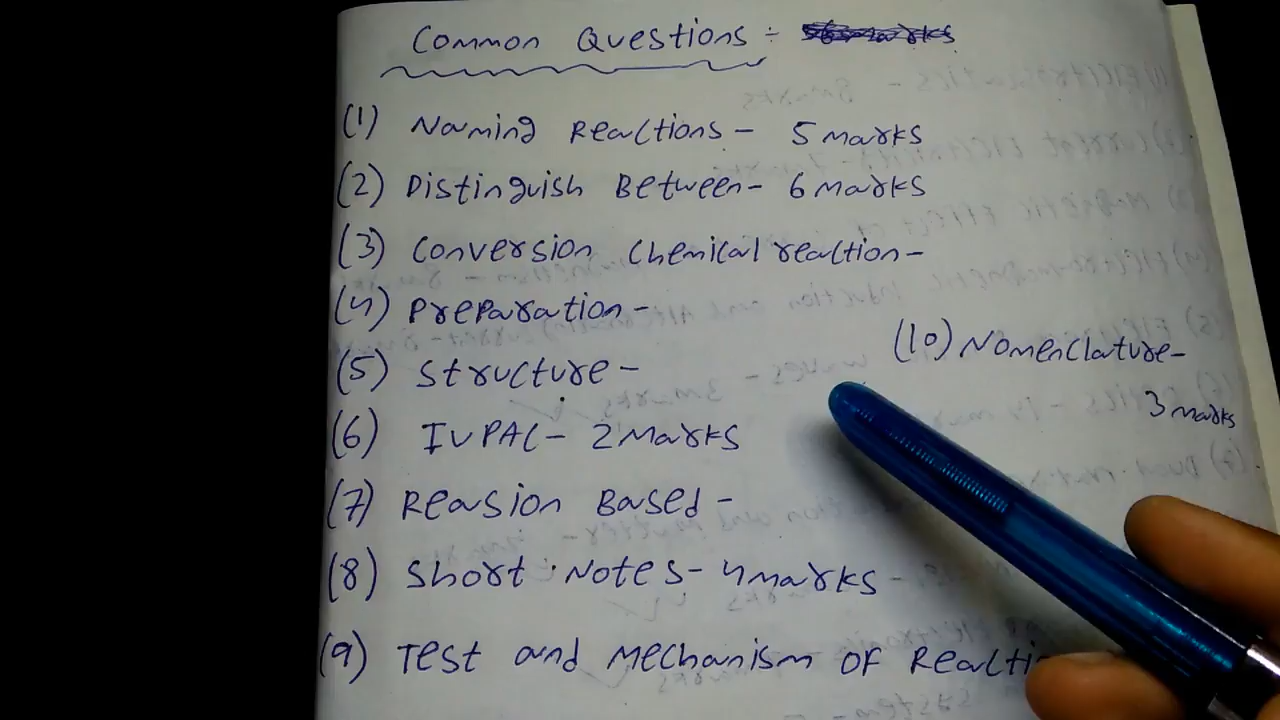 Common Questions :
(1) Naming Reactions - 5 marks
(2) Distinguish Between - 6 marks
(3) Conversion Chemical reaction -
(4) Preparation -
(5) Structure -
(6) IUPAC - 2 Marks
(7) Reasion Based -
(8) Short Notes - 4 marks
(9) Test and Mechanism of
(10) Nomenclature -
3 marks